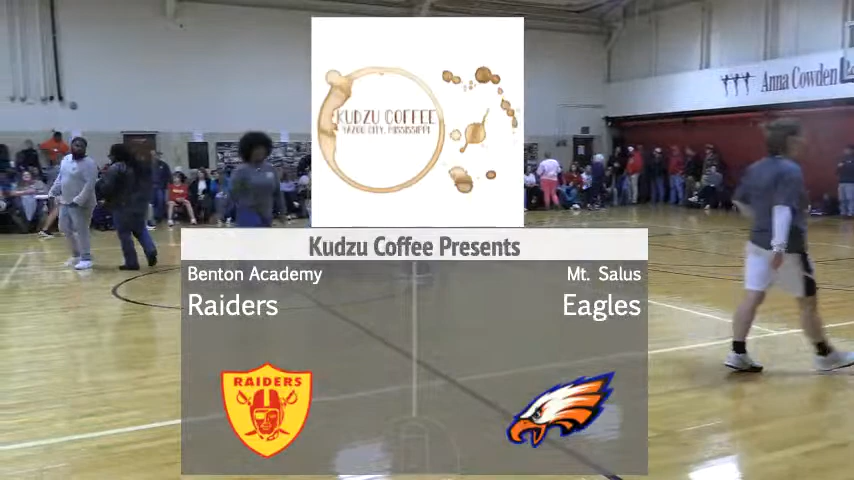 KUDZU COFFEE
YAZOO CITY, MISSISSIPPI
Anna Cowden
Kudzu Coffee Presents
Benton Academy
Mt. Salus
Raiders
Eagles
RAIDERS